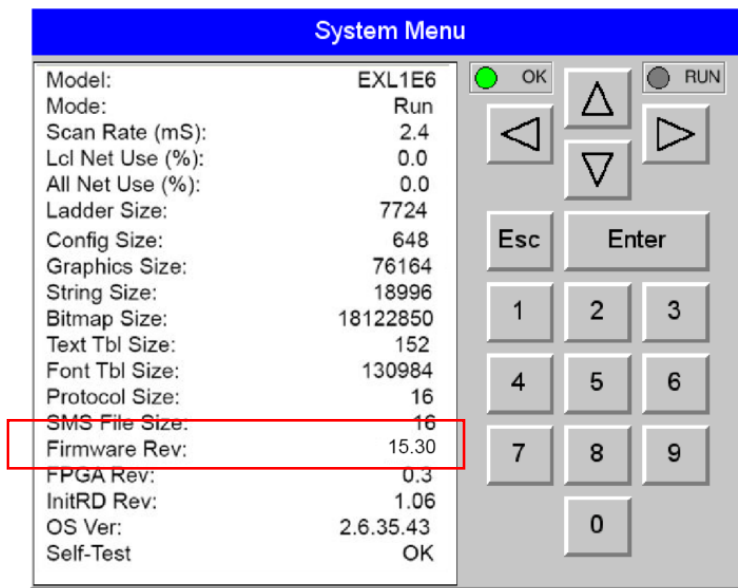 System Menu
Model: EXL1E6
Mode: Run
Scan Rate (mS): 2.4
Lcl Net Use (%): 0.0
All Net Use (%): 0.0
Ladder Size: 7724
Config Size: 648
Graphics Size: 76164
String Size: 18996
Bitmap Size: 18122850
Text Tbl Size: 152
Font Tbl Size: 130984
Protocol Size: 16
SMS File Size: 16
Firmware Rev: 15.30
FPGA Rev: 0.3
InitRD Rev: 1.06
OS Ver: 2.6.35.43
Self-Test OK
OK RUN
Esc Enter
1 2 3
4 5 6
7 8 9
0